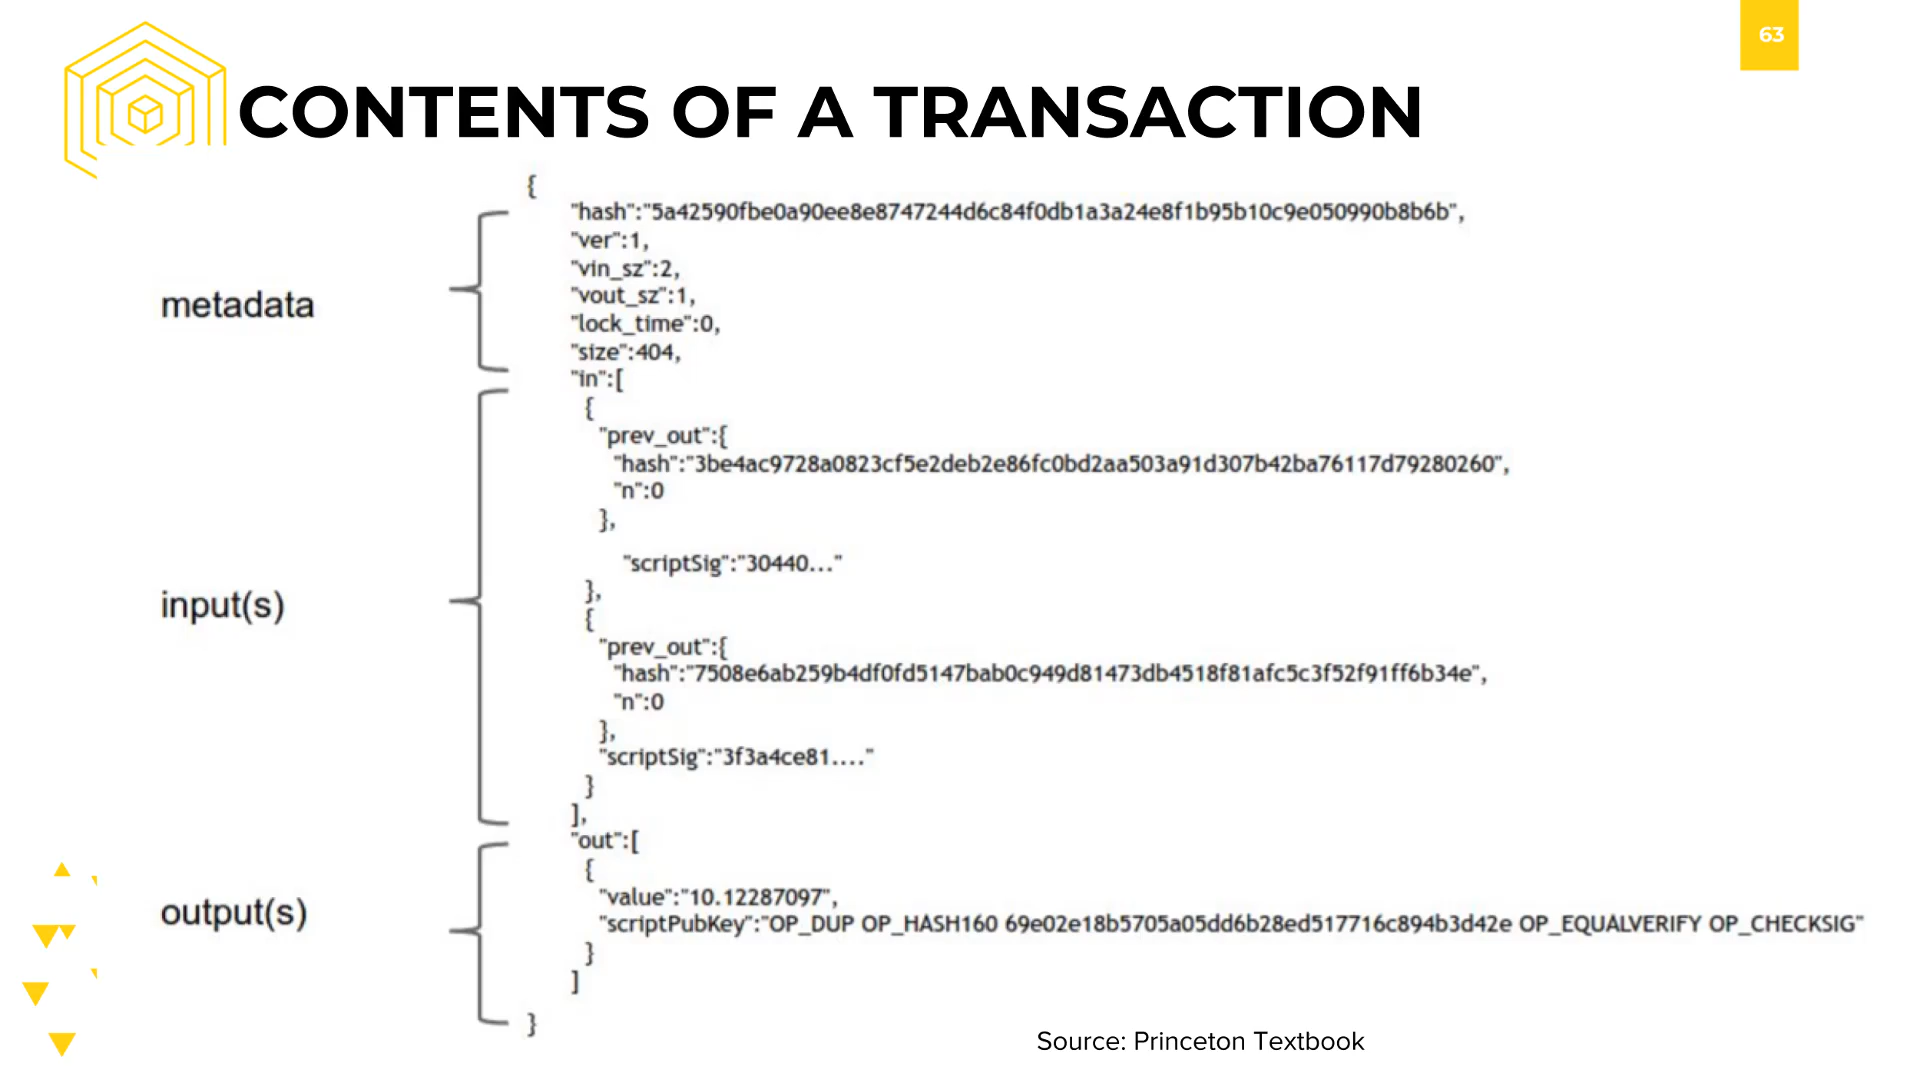 63
CONTENTS OF A TRANSACTION
{
"hash":"5a42590fbe0a90ee8e8747244d6c84f0db1a3a24e8f1b95b10c9e050990b8b6b",
"ver":1,
"vin_sz":2,
metadata
"vout_sz":1,
"lock_time":0,
"size":404,
"in":[
{
"prev_out":{
"hash":"3be4ac9728a0823cf5e2deb2e86fc0bd2aa503a91d307b42ba76117d79280260",
"n":0
},
"scriptSig":"30440..."
},
input(s)
{
"prev_out":{
"hash":"7508e6ab259b4df0fd5147bab0c949d81473db4518f81afc5c3f52f91ff6b34e",
"n":0
},
"scriptSig":"3f3a4ce81...."
}
],
"out":[
{
"value":"10.12287097",
output(s)
"scriptPubKey":"OP_DUP OP_HASH160 69e02e18b5705a05dd6b28ed517716c894b3d42e OP_EQUALVERIFY OP_CHECKSIG"
}
]
}
Source: Princeton Textbook